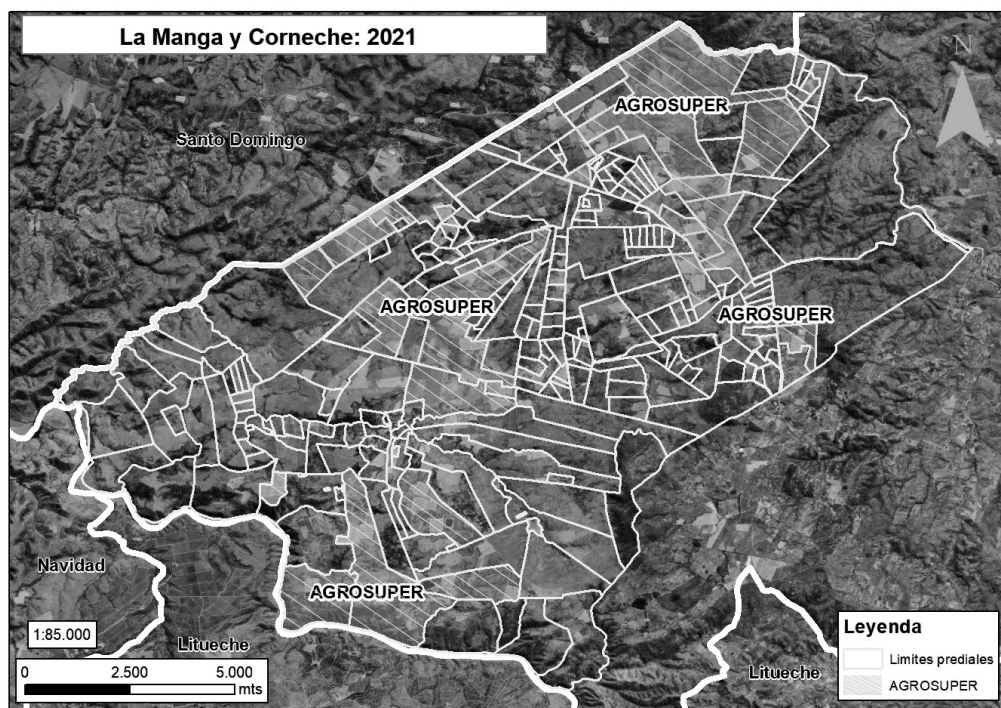 La Manga y Corneche: 2021
N
AGROSUPER
Santo Domingo
AGROSUPER
AGROSUPER
Navidad
AGROSUPER
Litueche
Litueche
1:85.000
0 2.500 5.000
mts
Leyenda
Limites prediales
AGROSUPER